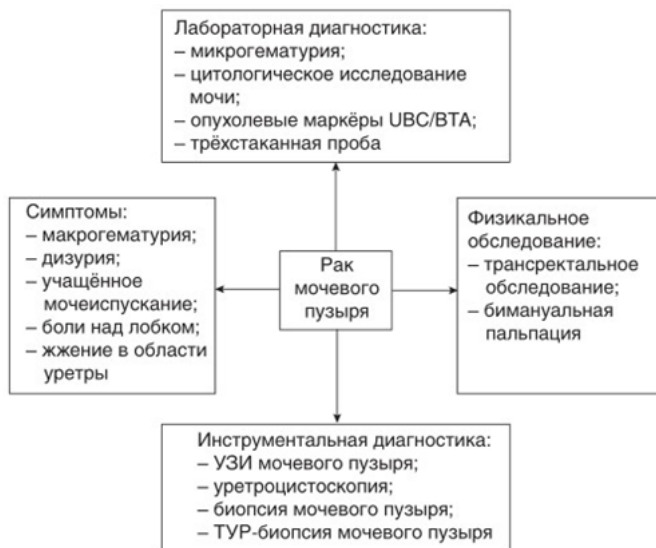 Лабораторная диагностика:
– микрогематурия;
– цитологическое исследование
мочи;
– опухолевые маркёры UBC/BTA;
– трёхстаканная проба
Симптомы:
– макрогематурия;
– дизурия;
– учащённое
мочеиспускание;
– боли над лобком;
– жжение в области
уретры
Рак
мочевого
пузыря
Физикальное
обследование:
– трансректальное
обследование;
– бимануальная
пальпация
Инструментальная диагностика:
– УЗИ мочевого пузыря;
– уретроцистоскопия;
– биопсия мочевого пузыря;
– ТУР-биопсия мочевого пузыря